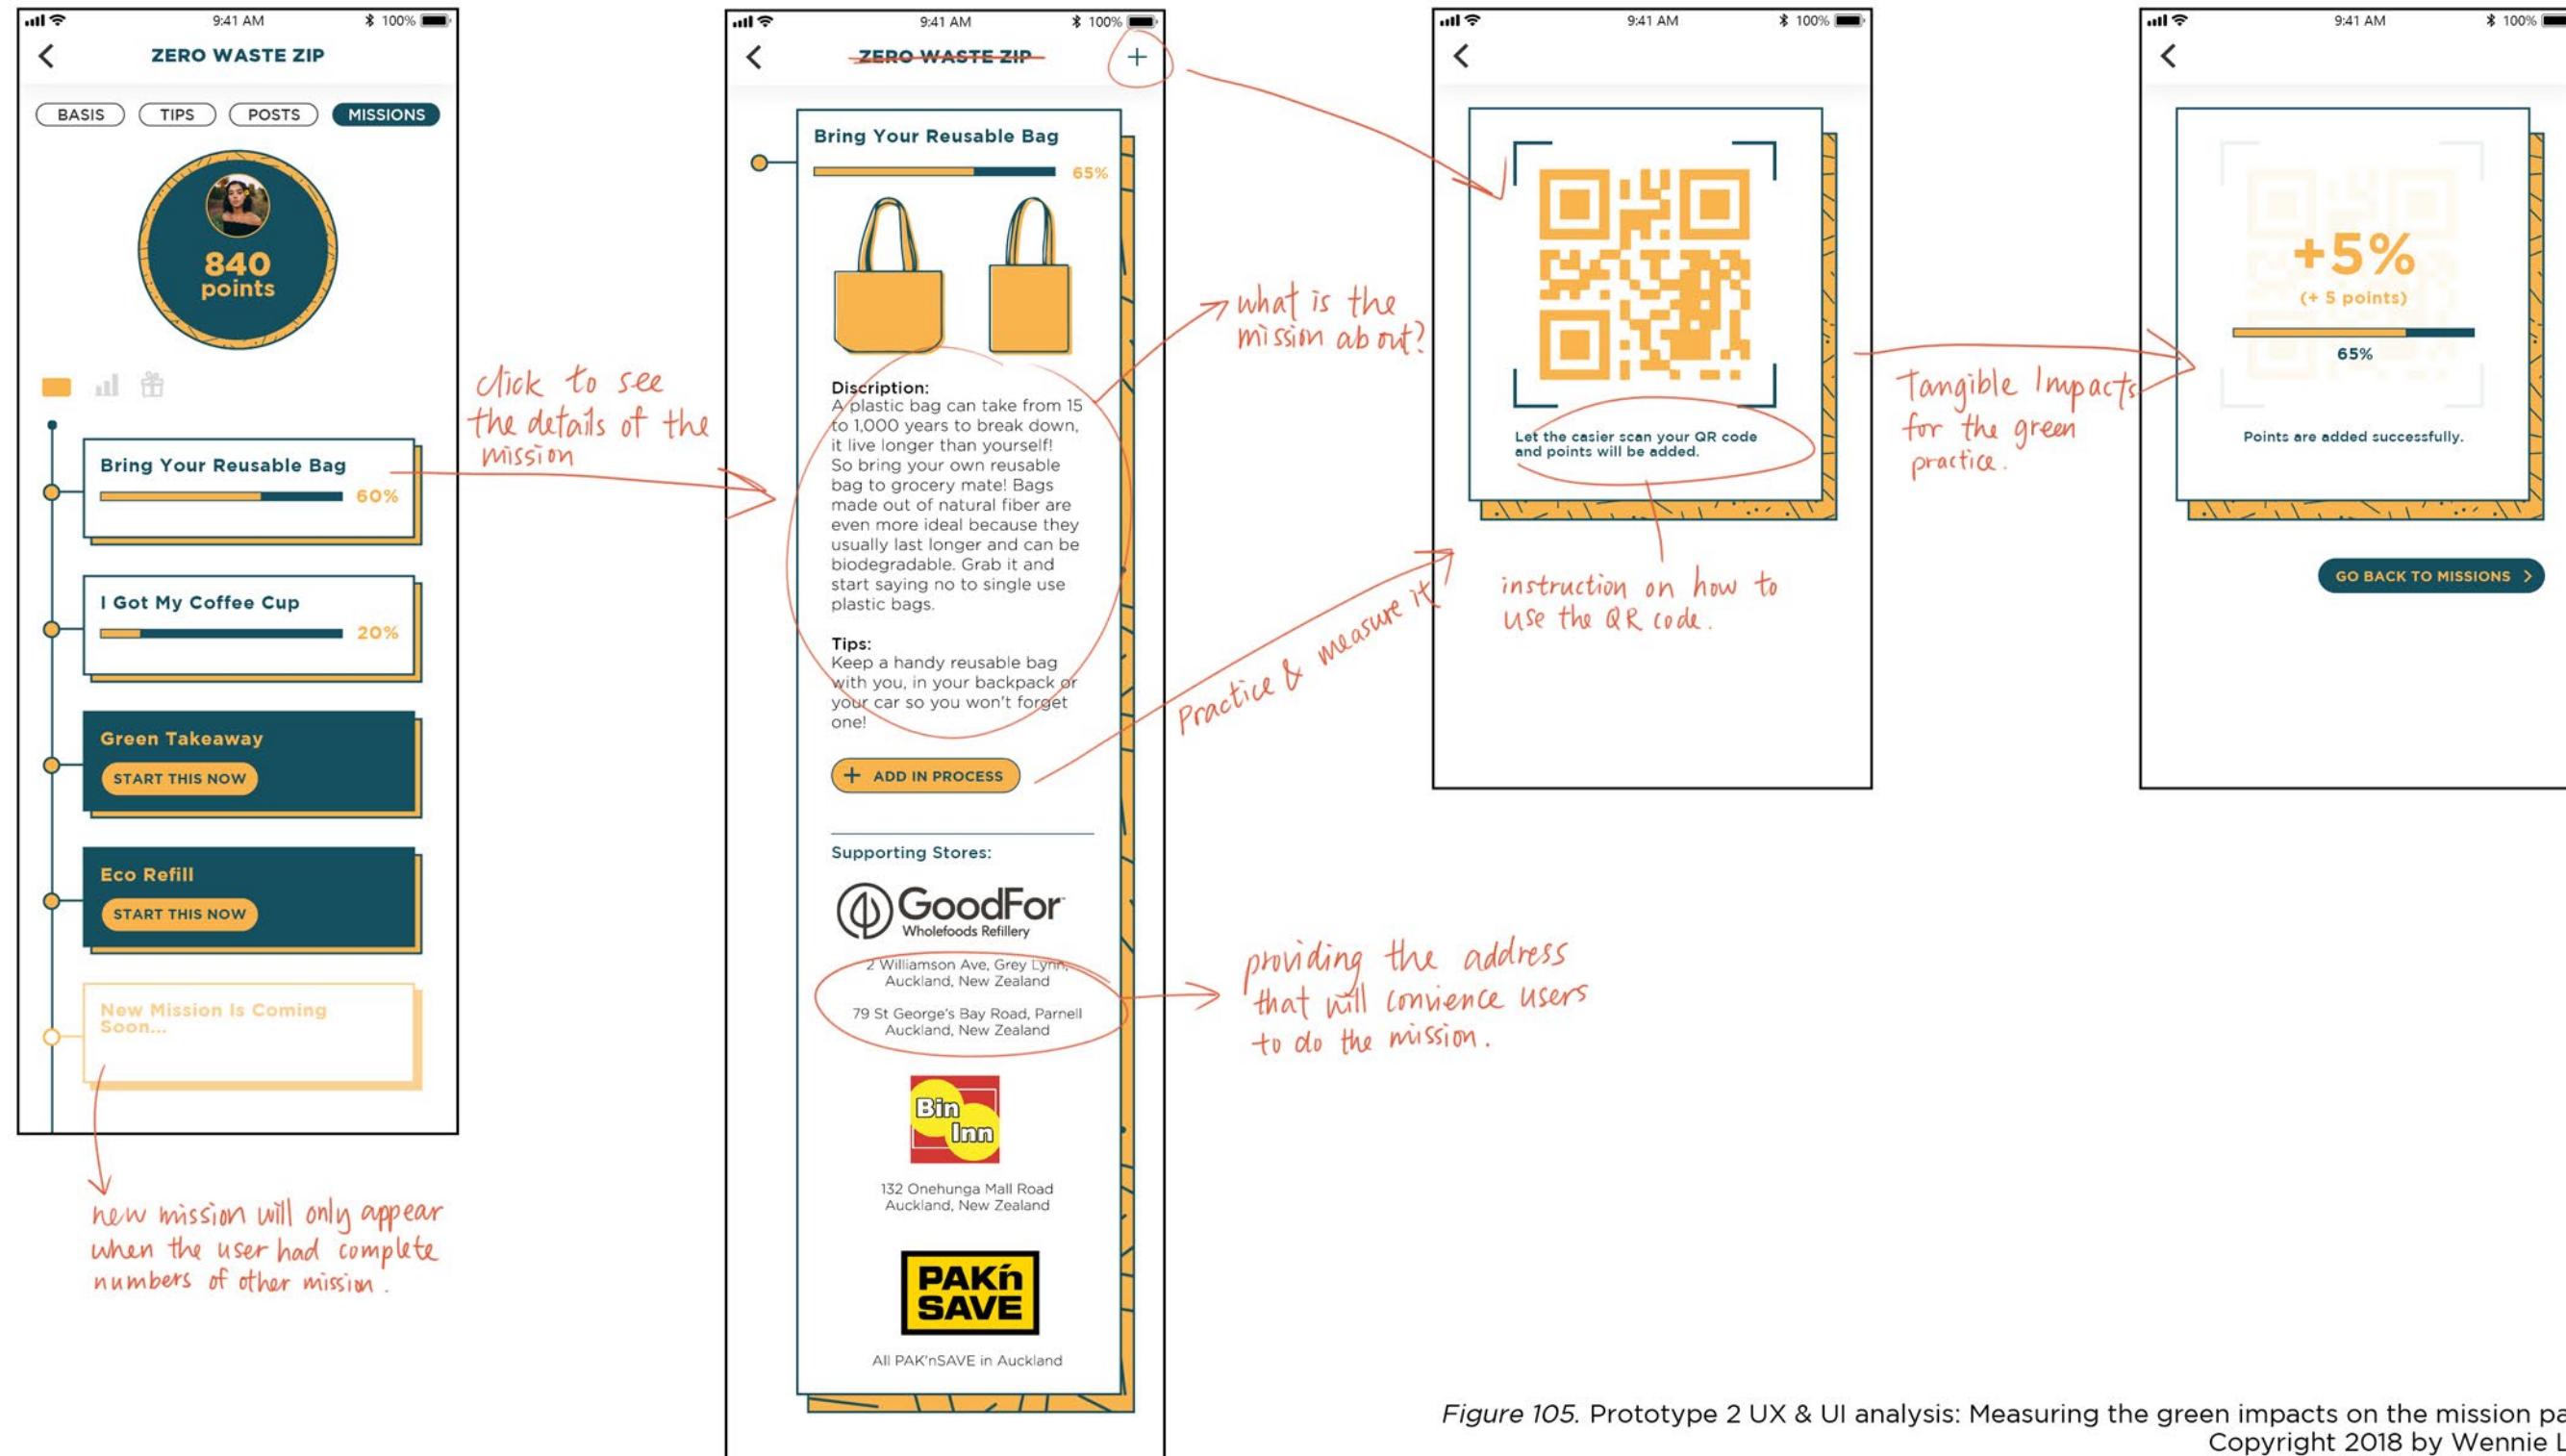 9:41 AM
100%
ZERO WASTE ZIP
BASIS
TIPS
POSTS
MISSIONS
840
points
Bring Your Reusable Bag
60%
I Got My Coffee Cup
20%
Green Takeaway
START THIS NOW
Eco Refill
START THIS NOW
New Mission Is Coming
Soon...
new mission will only appear
when the user had complete
numbers of other mission.
click to see
the details of the
mission
9:41 AM
100%
ZERO WASTE ZIP
+
Bring Your Reusable Bag
65%
Discription:
A plastic bag can take from 15
to 1,000 years to break down,
it live longer than yourself!
So bring your own reusable
bag to grocery mate! Bags
made out of natural fiber are
even more ideal because they
usually last longer and can be
biodegradable. Grab it and
start saying no to single use
plastic bags.
Tips:
Keep a handy reusable bag
with you, in your backpack or
your car so you won't forget
one!
+ ADD IN PROCESS
Supporting Stores:
GoodFor
Wholefoods Refillery
2 Williamson Ave, Grey Lynn,
Auckland, New Zealand
79 St George's Bay Road, Parnell
Auckland, New Zealand
Bin
Inn
132 Onehunga Mall Road
Auckland, New Zealand
PAK'n
SAVE
All PAK'nSAVE in Auckland
what is the
mission about?
Practice & measure it
providing the address
that will convience users
to do the mission.
9:41 AM
100%
Let the casier scan your QR code
and points will be added.
instruction on how to
use the QR code.
Tangible Impacts
for the green
practice.
9:41 AM
100%
+5%
(+ 5 points)
65%
Points are added successfully.
GO BACK TO MISSIONS >
Figure 105. Prototype 2 UX & UI analysis: Measuring the green impacts on the mission pa
Copyright 2018 by Wennie L